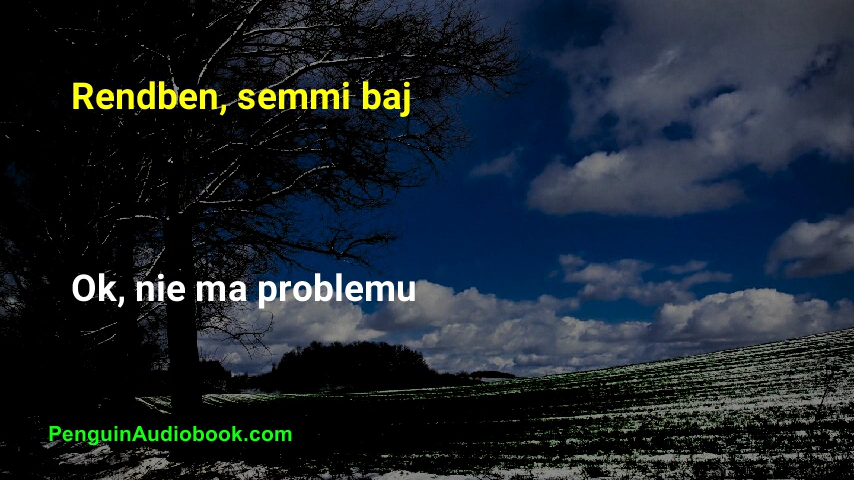 Rendben, semmi baj
Ok, nie ma problemu
PenguinAudiobook.com